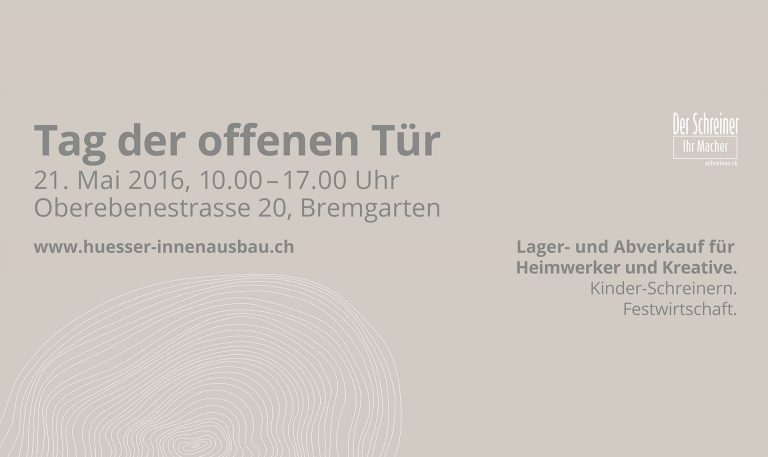 Tag der offenen Tür
21. Mai 2016, 10.00 – 17.00 Uhr
Oberebenestrasse 20, Bremgarten
www.huesser-innenausbau.ch
Der Schreiner
Ihr Macher
schreiner.ch
Lager- und Abverkauf für
Heimwerker und Kreative.
Kinder-Schreinern.
Festwirtschaft.